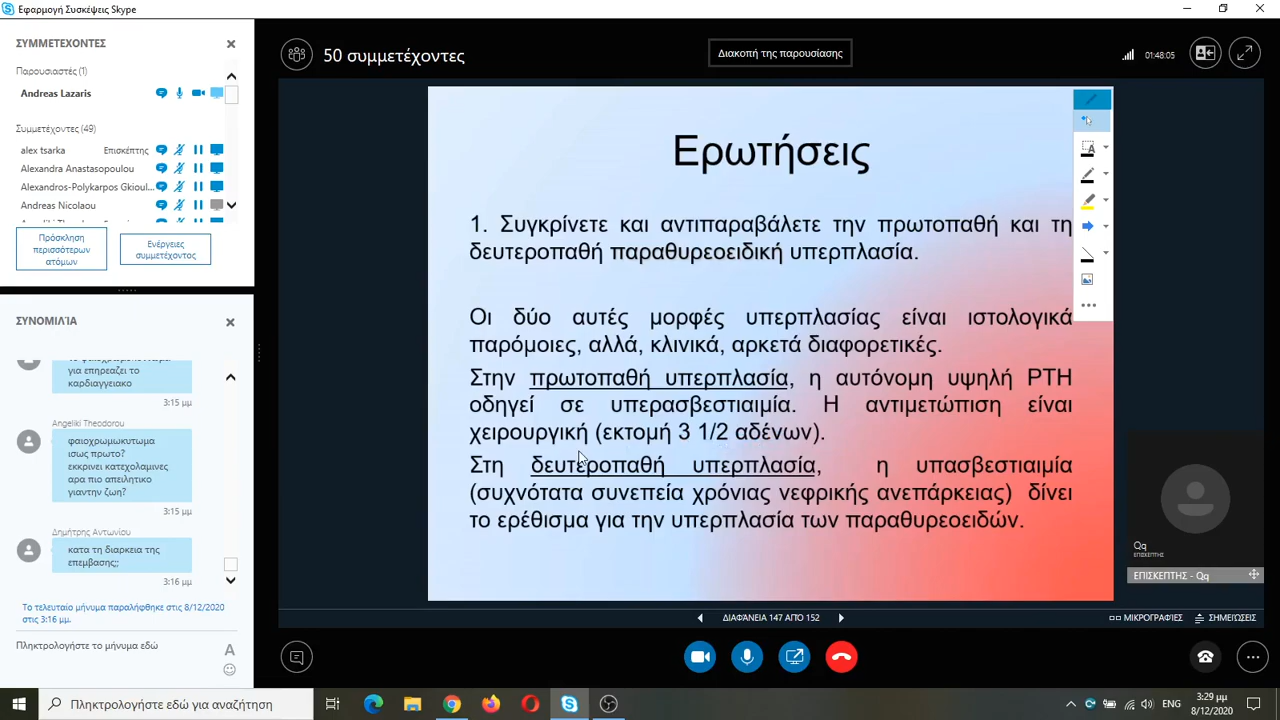 Εφαρμογή Συσκέψεις Skype
ΣΥΜΜΕΤΕΧΟΝΤΕΣ
Παρουσιαστές (1)
Andreas Lazaris
Συμμετέχοντες (49)
alex tsarka Επισκέπτης
Alexandra Anastasopoulou
Alexandros-Polykarpos Gkioul...
Andreas Nicolaou
Πρόσκληση
περισσότερων
ατόμων
Ενέργειες
συμμετέχοντος
ΣΥΝΟΜΙΛΊΑ
για επηρεαζει το
καρδιαγγειακο
3:15 μμ
Angeliki Theodorou
φαιοχρωμωκυτωμα
ισως πρωτο?
εκκρινει κατεχολαμινες
αρα πιο απειλητικο
γιαντην ζωη?
3:15 μμ
Δημήτρης Αντωνίου
κατα τη διαρκεια της
επεμβασης;;
3:16 μμ
Το τελευταίο μήνυμα παραλήφθηκε στις 8/12/2020
στις 3:16 μμ.
Πληκτρολογήστε το μήνυμα εδώ
50 συμμετέχοντες
Διακοπή της παρουσίασης
01:48:05
Ερωτήσεις
1. Συγκρίνετε και αντιπαραβάλετε την πρωτοπαθή και τη
δευτεροπαθή παραθυρεοειδική υπερπλασία.
Οι δύο αυτές μορφές υπερπλασίας είναι ιστολογικά
παρόμοιες, αλλά, κλινικά, αρκετά διαφορετικές.
Στην πρωτοπαθή υπερπλασία, η αυτόνομη υψηλή PTH
οδηγεί σε υπερασβεστιαιμία. Η αντιμετώπιση είναι
χειρουργική (εκτομή 3 1/2 αδένων).
Στη δευτεροπαθή υπερπλασία, η υπασβεστιαιμία
(συχνότατα συνεπεία χρόνιας νεφρικής ανεπάρκειας) δίνει
το ερέθισμα για την υπερπλασία των παραθυρεοειδών.
Qq
ΕΠΙΣΚΕΠΤΗΣ
ΕΠΙΣΚΕΠΤΗΣ - Qq
ΔΙΑΦΆΝΕΙΑ 147 ΑΠΌ 152
ΜΙΚΡΟΓΡΑΦΊΕΣ
ΣΗΜΕΙΏΣΕΙΣ
Πληκτρολογήστε εδώ για αναζήτηση
ENG
3:29 μμ
8/12/2020